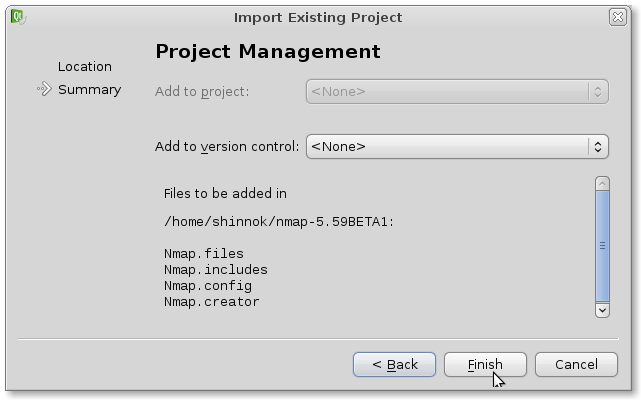 Import Existing Project
Location
Summary
Project Management
Add to project: <None>
Add to version control: <None>
Files to be added in
/home/shinnok/nmap-5.59BETA1:
Nmap.files
Nmap.includes
Nmap.config
Nmap.creator
< Back Finish Cancel